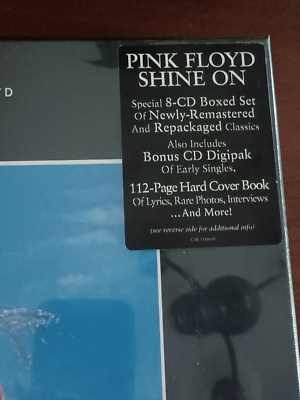 PINK FLOYD
SHINE ON
Special 8-CD Boxed Set
Of Newly-Remastered
And Repackaged Classics
Also Includes
Bonus CD Digipak
Of Early Singles,
112-Page Hard Cover Book
Of Lyrics, Rare Photos, Interviews
...And More!
(see reverse side for additional info)
YD